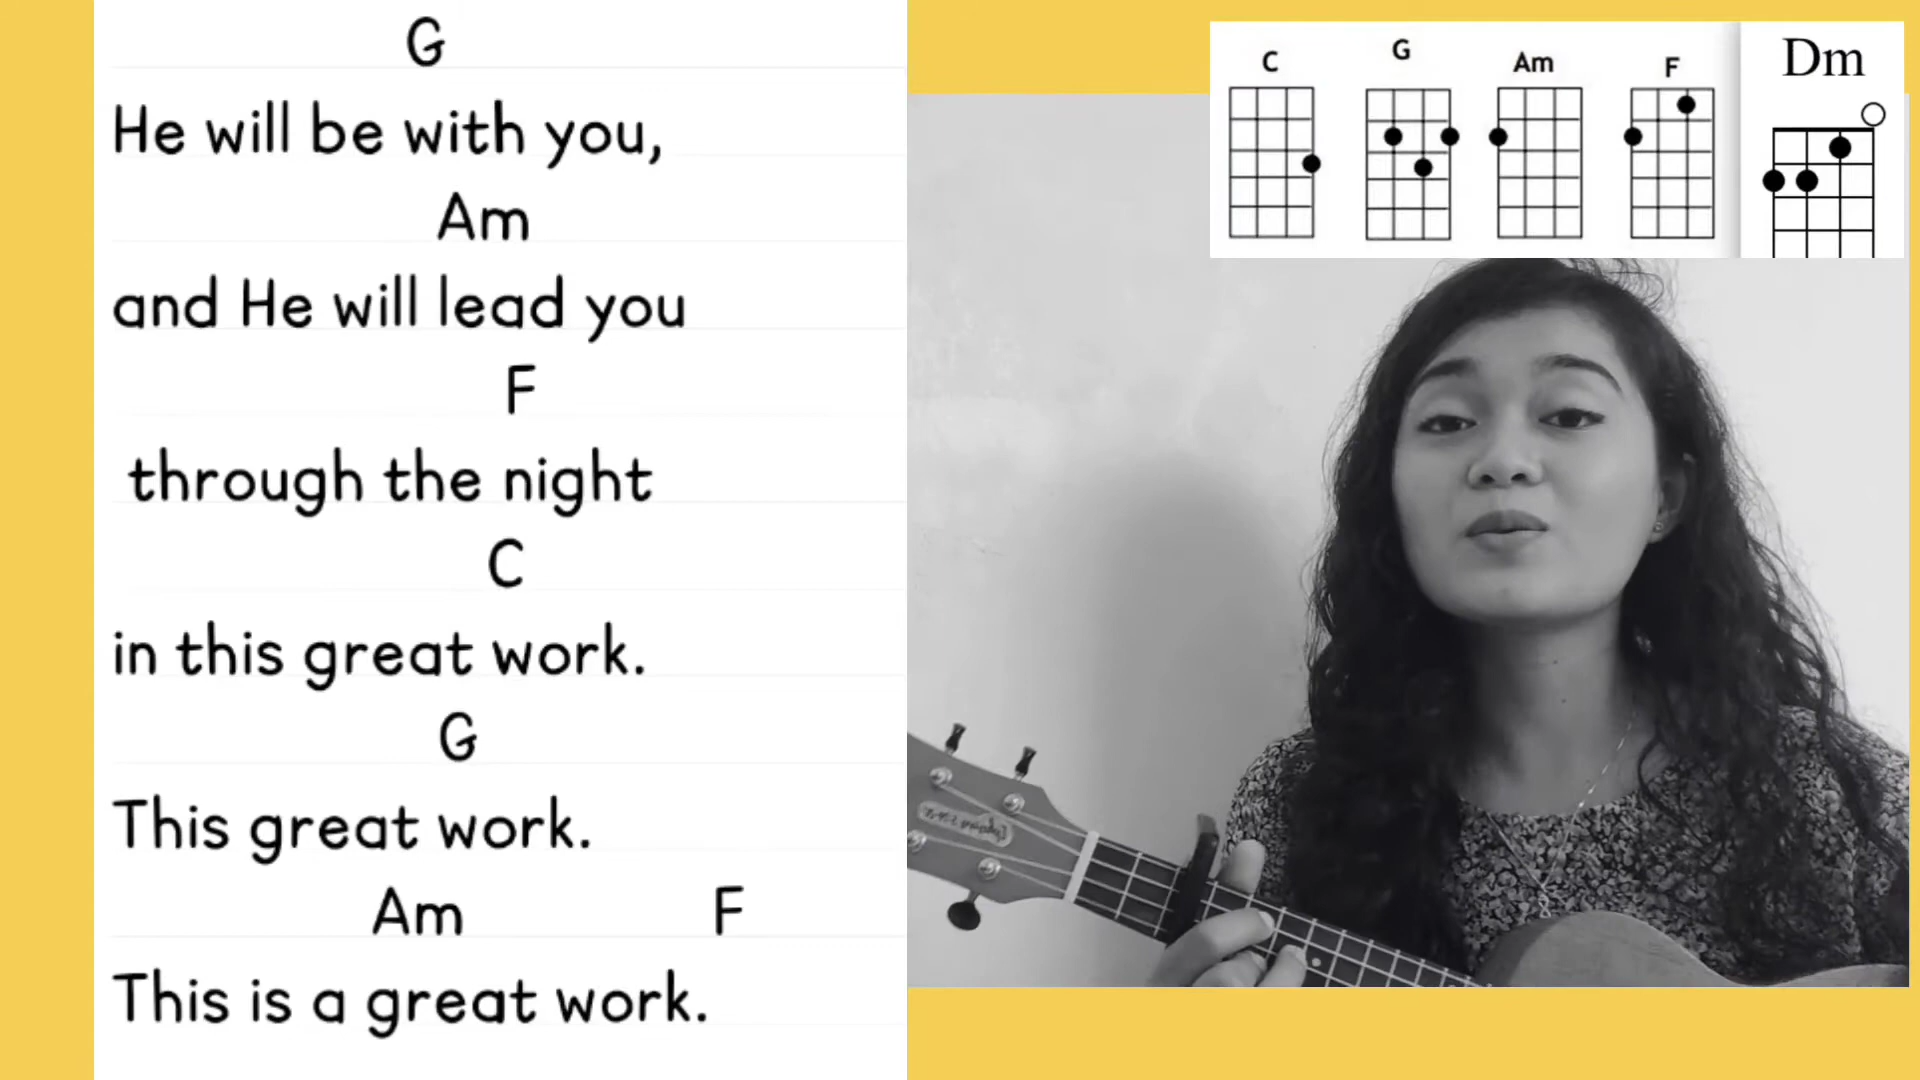 G
He will be with you,
Am
and He will lead you
F
through the night
C
in this great work.
G
This great work.
Am F
This is a great work.
C G Am F Dm